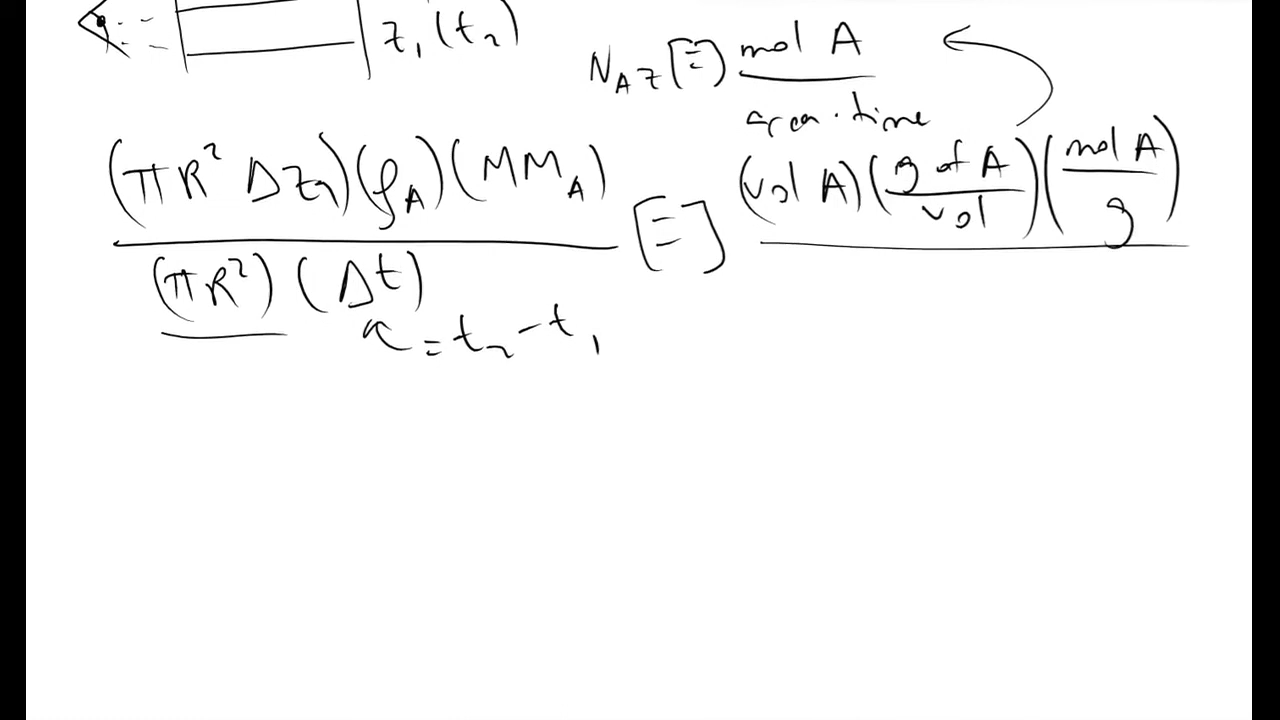 z₁(t₂)
N_AZ [≡] mol A / area · time
(πR² Δz₁)(ρ_A)(MM_A) / (πR²)(Δt) [≡] (vol A)(g of A / vol)(mol A / g)
= t₂ - t₁